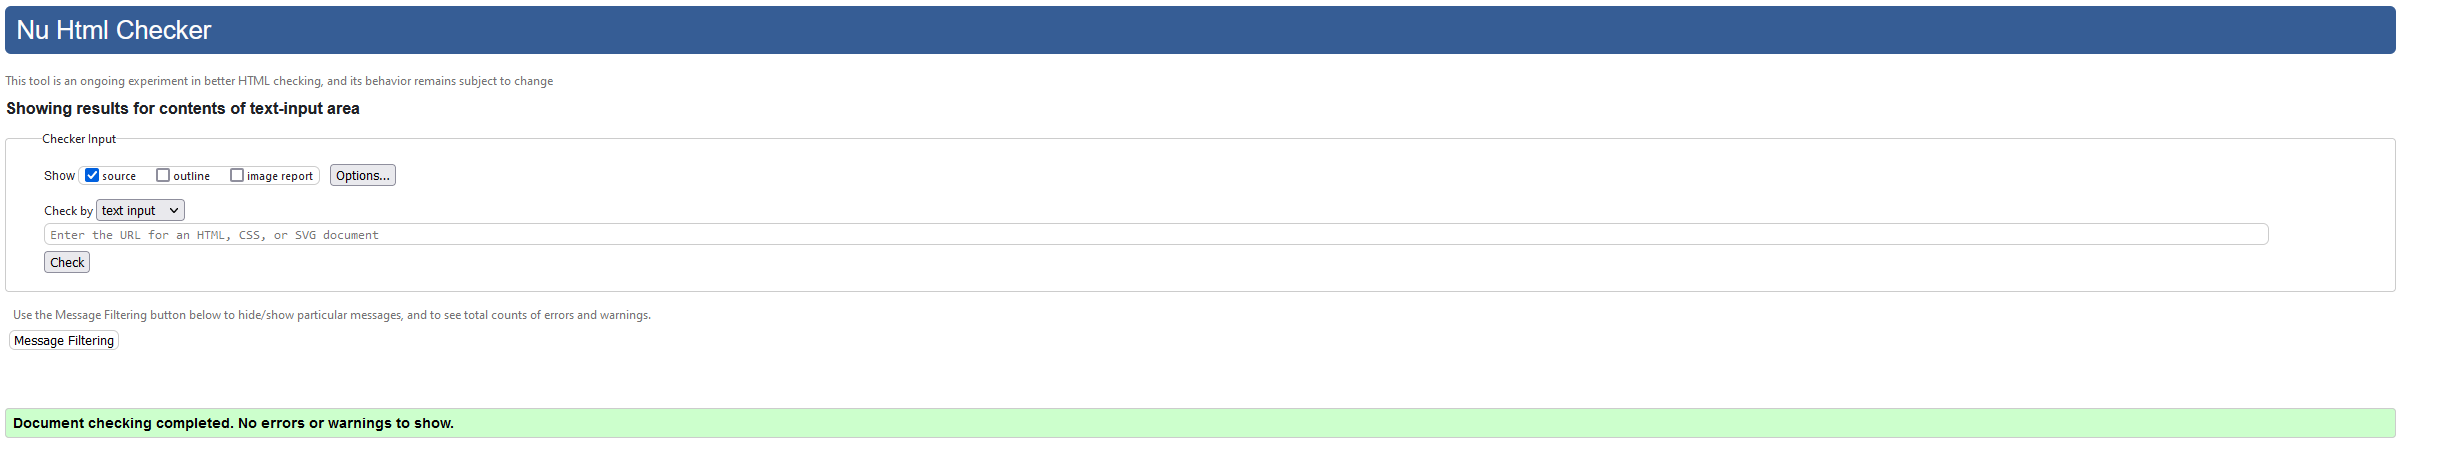 Nu Html Checker
This tool is an ongoing experiment in better HTML checking, and its behavior remains subject to change
Showing results for contents of text-input area
Checker Input
Show source outline image report Options...
Check by text input
Enter the URL for an HTML, CSS, or SVG document
Check
Use the Message Filtering button below to hide/show particular messages, and to see total counts of errors and warnings.
Message Filtering
Document checking completed. No errors or warnings to show.